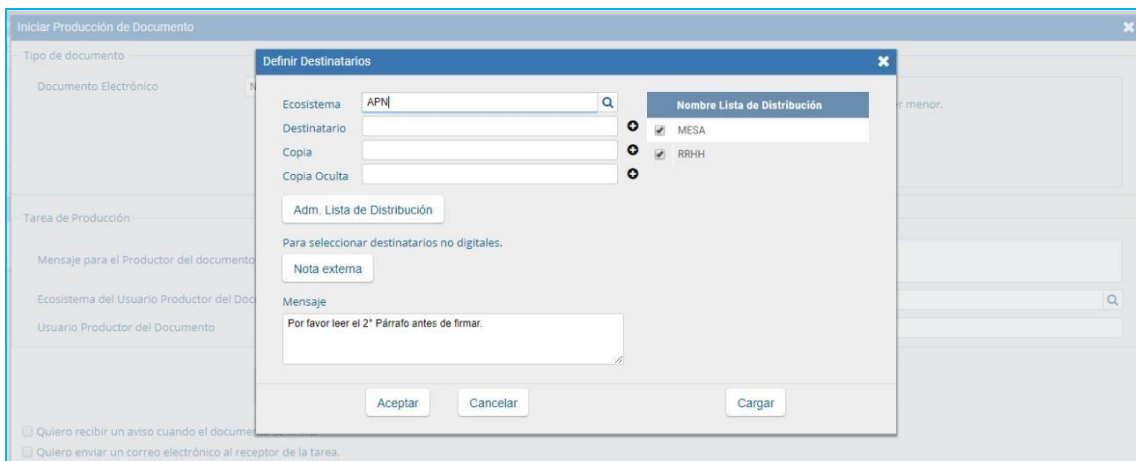 Iniciar Producción de Documento
Tipo de documento
Documento Electrónico
Definir Destinatarios
Ecosistema APN
Destinatario
Copia
Copia Oculta
Adm. Lista de Distribución
Para seleccionar destinatarios no digitales.
Nota externa
Mensaje
Por favor leer el 2° Párrafo antes de firmar.
Nombre Lista de Distribución
MESA
RRHH
Aceptar Cancelar Cargar
er menor.
Tarea de Producción
Mensaje para el Productor del documento
Ecosistema del Usuario Productor del Doc
Usuario Productor del Documento
Quiero recibir un aviso cuando el docume
Quiero enviar un correo electrónico al receptor de la tarea.